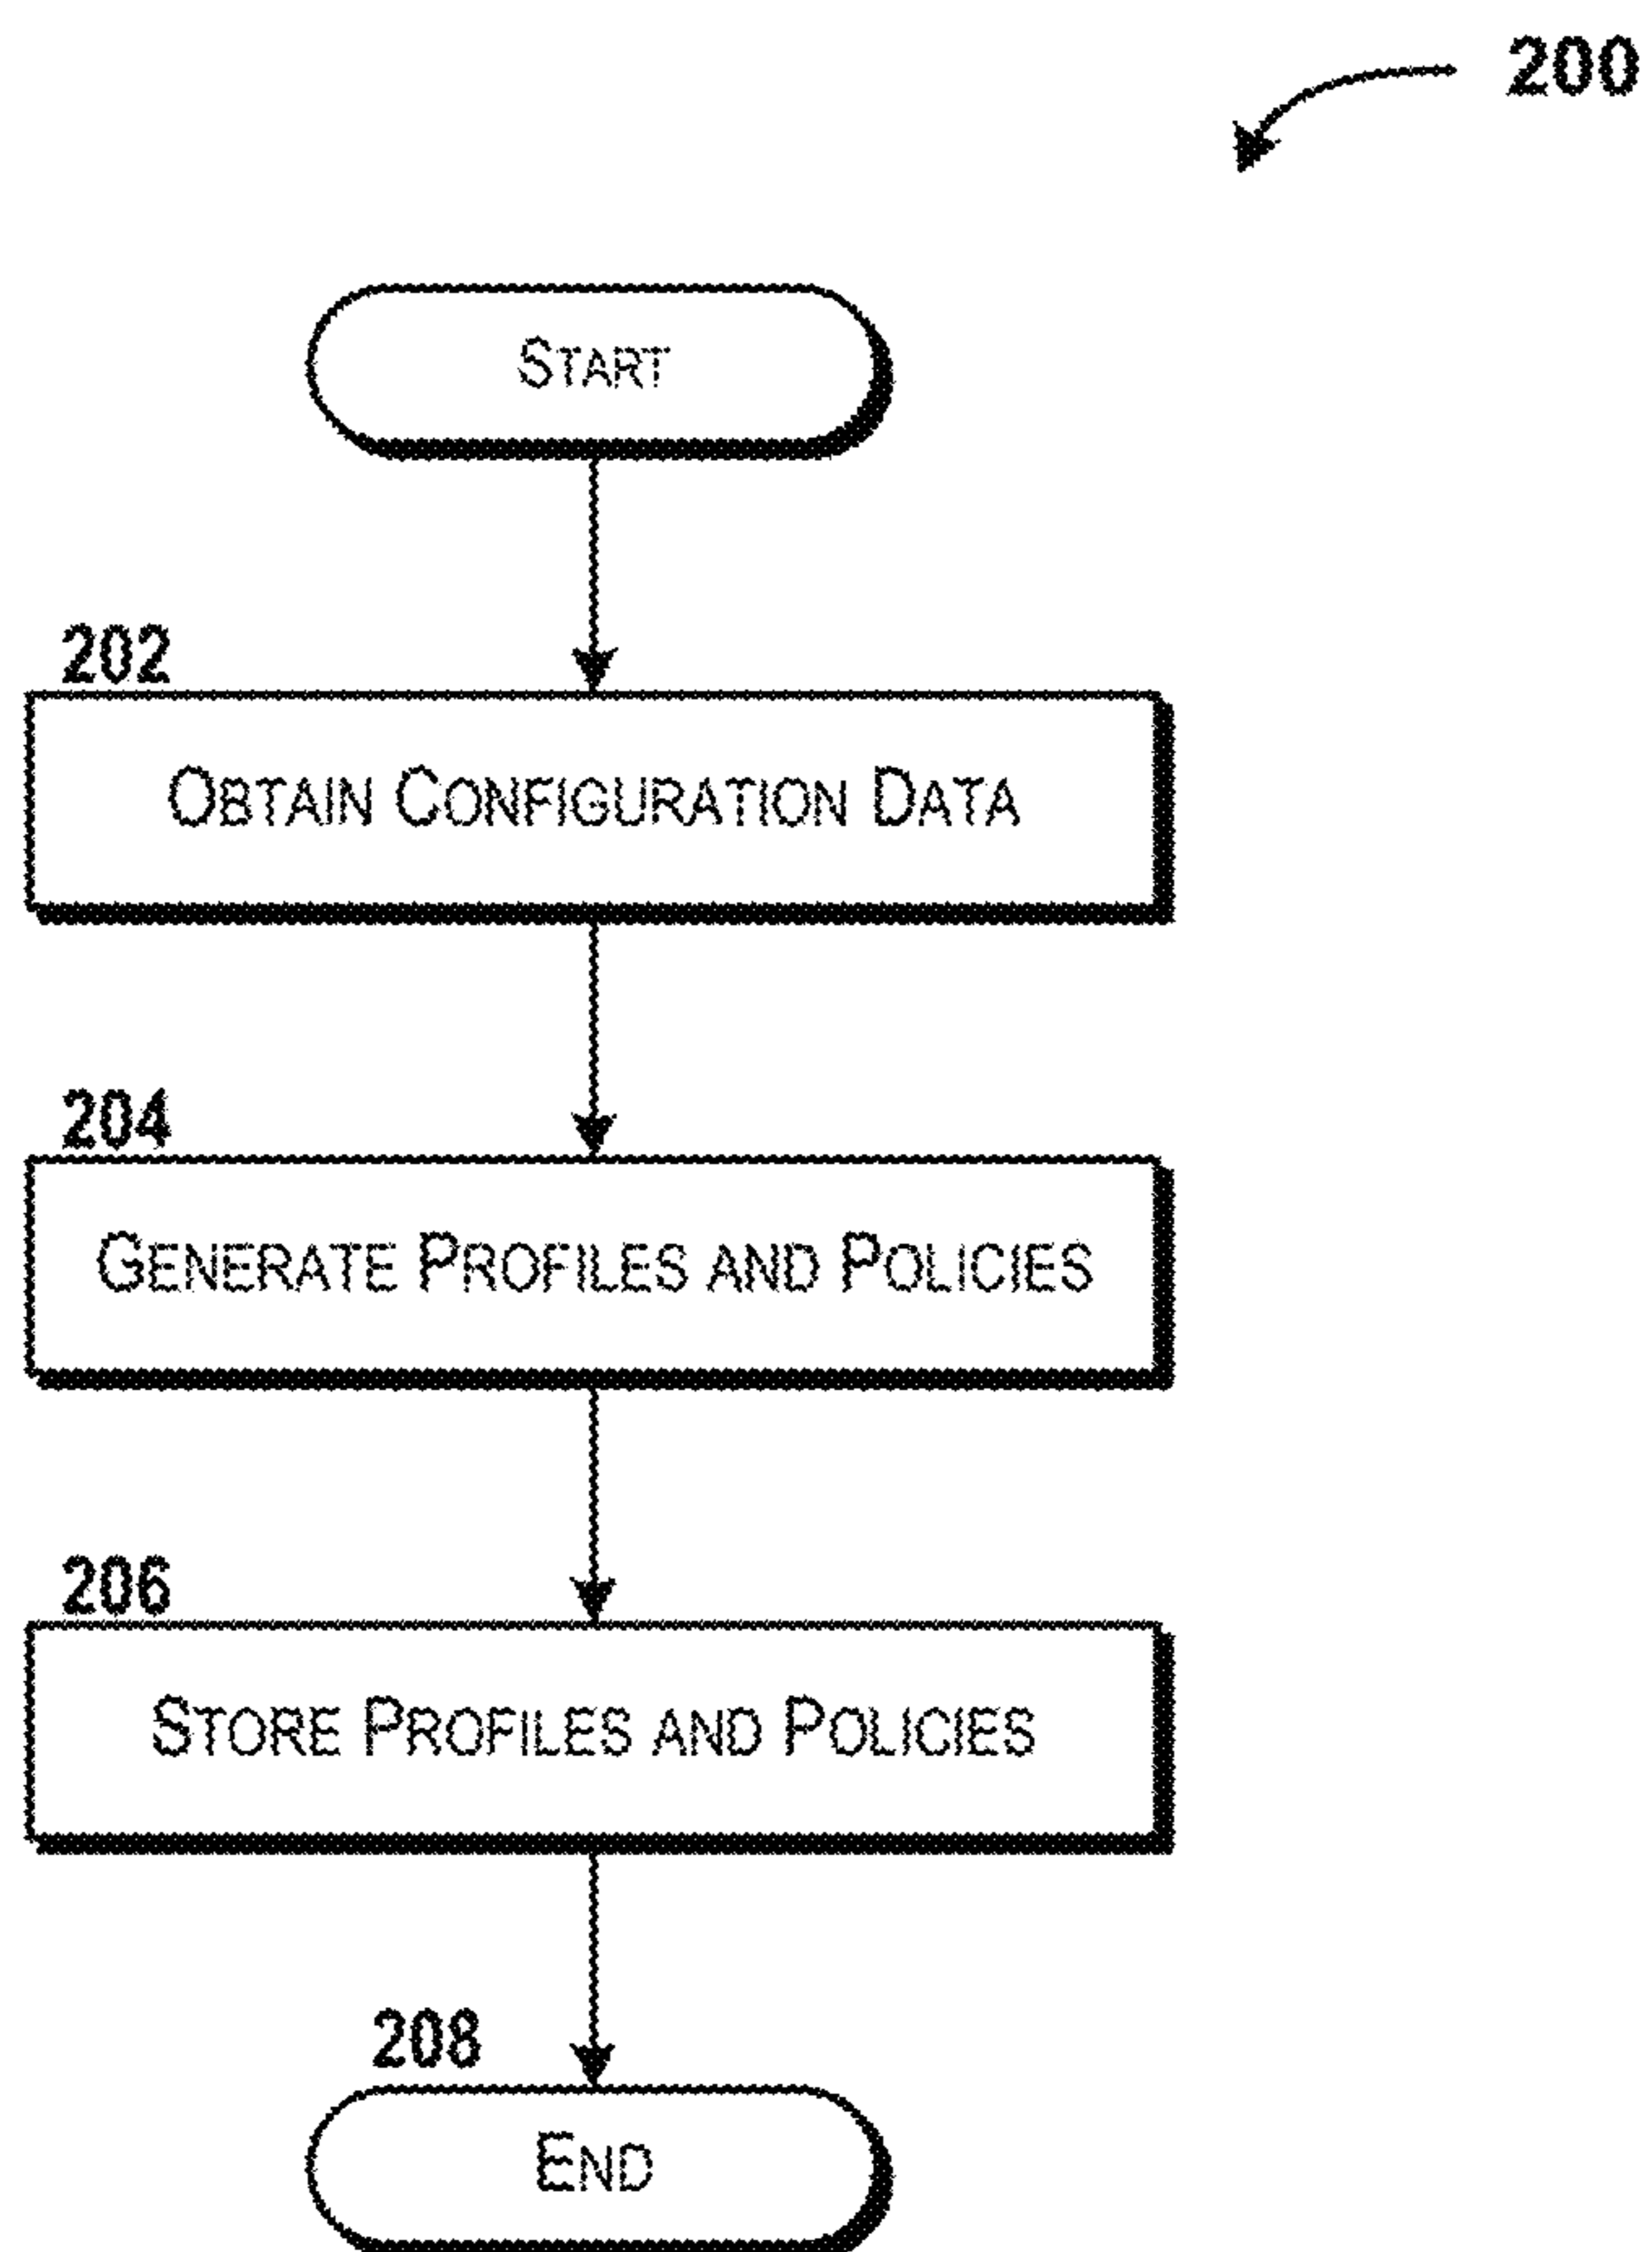 200
START
202
OBTAIN CONFIGURATION DATA
204
GENERATE PROFILES AND POLICIES
206
STORE PROFILES AND POLICIES
208
END